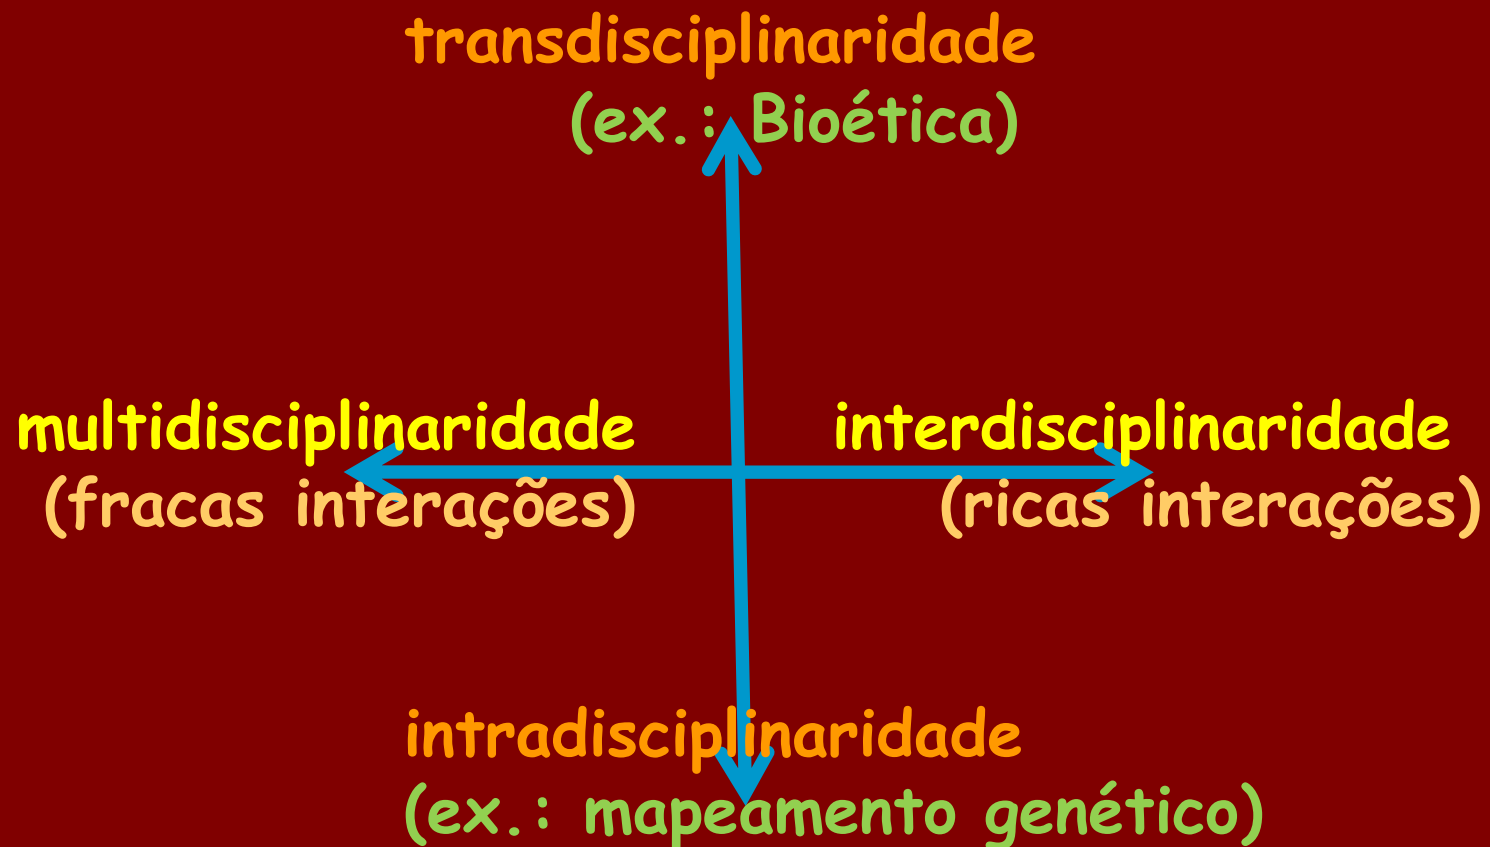 transdisciplinaridade
(ex.: Bioética)
multidisciplinaridade
(fracas interações)
interdisciplinaridade
(ricas interações)
intradisciplinaridade
(ex.: mapeamento genético)